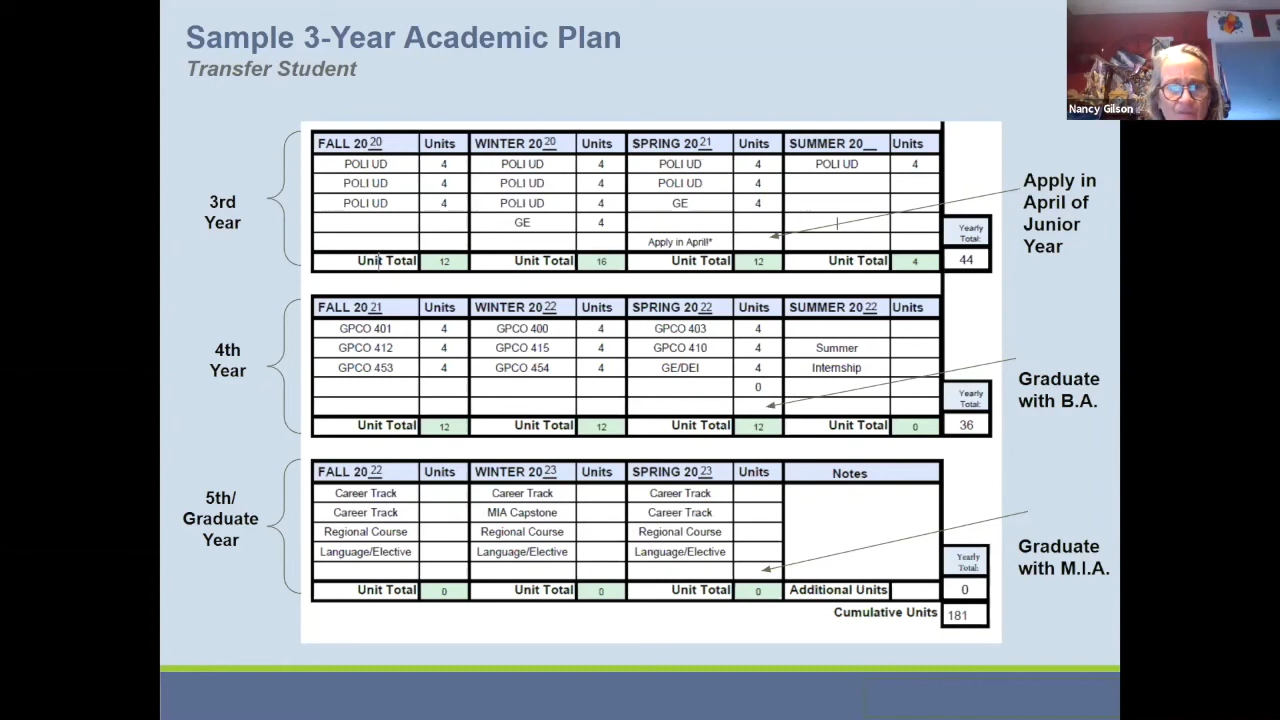 Sample 3-Year Academic Plan
Transfer Student
Nancy Gilson
3rd
Year
FALL 2020 Units WINTER 2020 Units SPRING 2021 Units SUMMER 20__ Units
POLI UD 4 POLI UD 4 POLI UD 4 POLI UD 4
POLI UD 4 POLI UD 4 POLI UD 4
POLI UD 4 POLI UD 4 GE 4
GE 4
Apply in April!*
Unit Total 12 Unit Total 16 Unit Total 12 Unit Total 4
Yearly
Total:
44
Apply in
April of
Junior
Year
4th
Year
FALL 2021 Units WINTER 2022 Units SPRING 2022 Units SUMMER 2022 Units
GPCO 401 4 GPCO 400 4 GPCO 403 4
GPCO 412 4 GPCO 415 4 GPCO 410 4 Summer
GPCO 453 4 GPCO 454 4 GE/DEI 4 Internship
0
Unit Total 12 Unit Total 12 Unit Total 12 Unit Total 0
Yearly
Total:
36
Graduate
with B.A.
5th/
Graduate
Year
FALL 2022 Units WINTER 2023 Units SPRING 2023 Units Notes
Career Track Career Track Career Track
Career Track MIA Capstone Career Track
Regional Course Regional Course Regional Course
Language/Elective Language/Elective Language/Elective
Unit Total 0 Unit Total 0 Unit Total 0 Additional Units
Yearly
Total:
0
Cumulative Units 181
Graduate
with M.I.A.